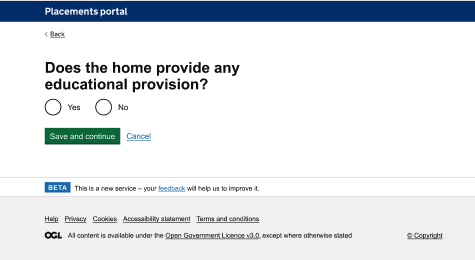 Placements portal
< Back
Does the home provide any
educational provision?
Yes No
Save and continue Cancel
BETA This is a new service – your feedback will help us to improve it.
Help Privacy Cookies Accessibility statement Terms and conditions
OGL All content is available under the Open Government Licence v3.0, except where otherwise stated © Copyright